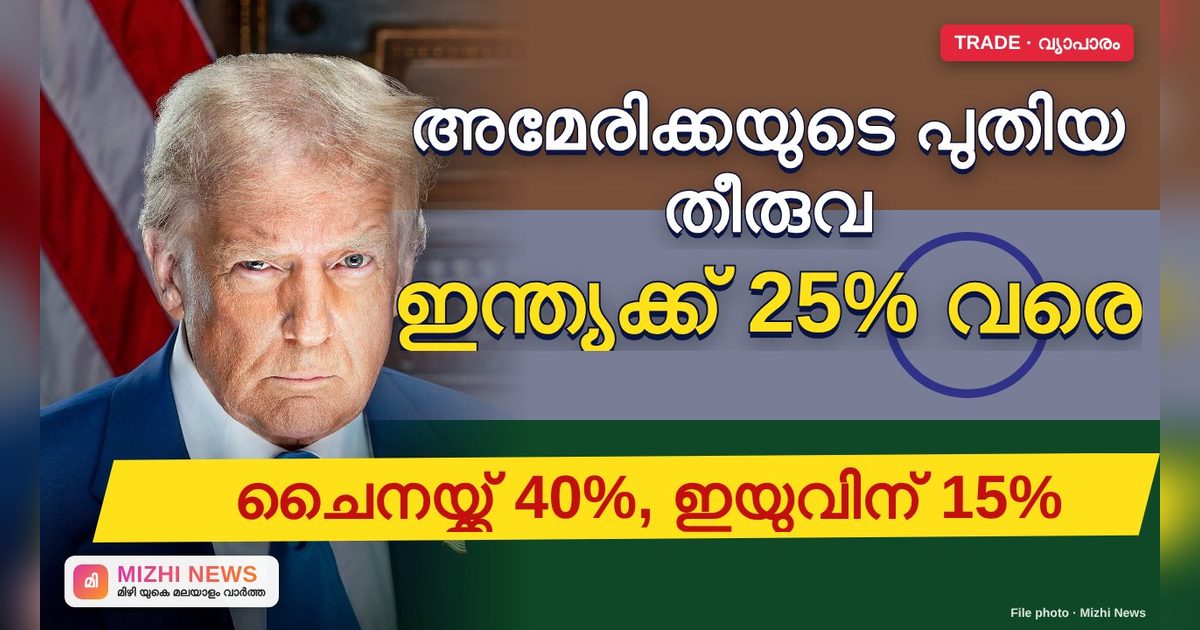 TRADE · വ്യാപാരം
അമേരിക്കയുടെ പുതിയ
തീരുവ
ഇന്ത്യക്ക് 25% വരെ
ചൈനയ്ക്ക് 40%, ഇയുവിന് 15%
മി MIZHI NEWS
മിഴി യുകെ മലയാളം വാർത്ത
File photo · Mizhi News